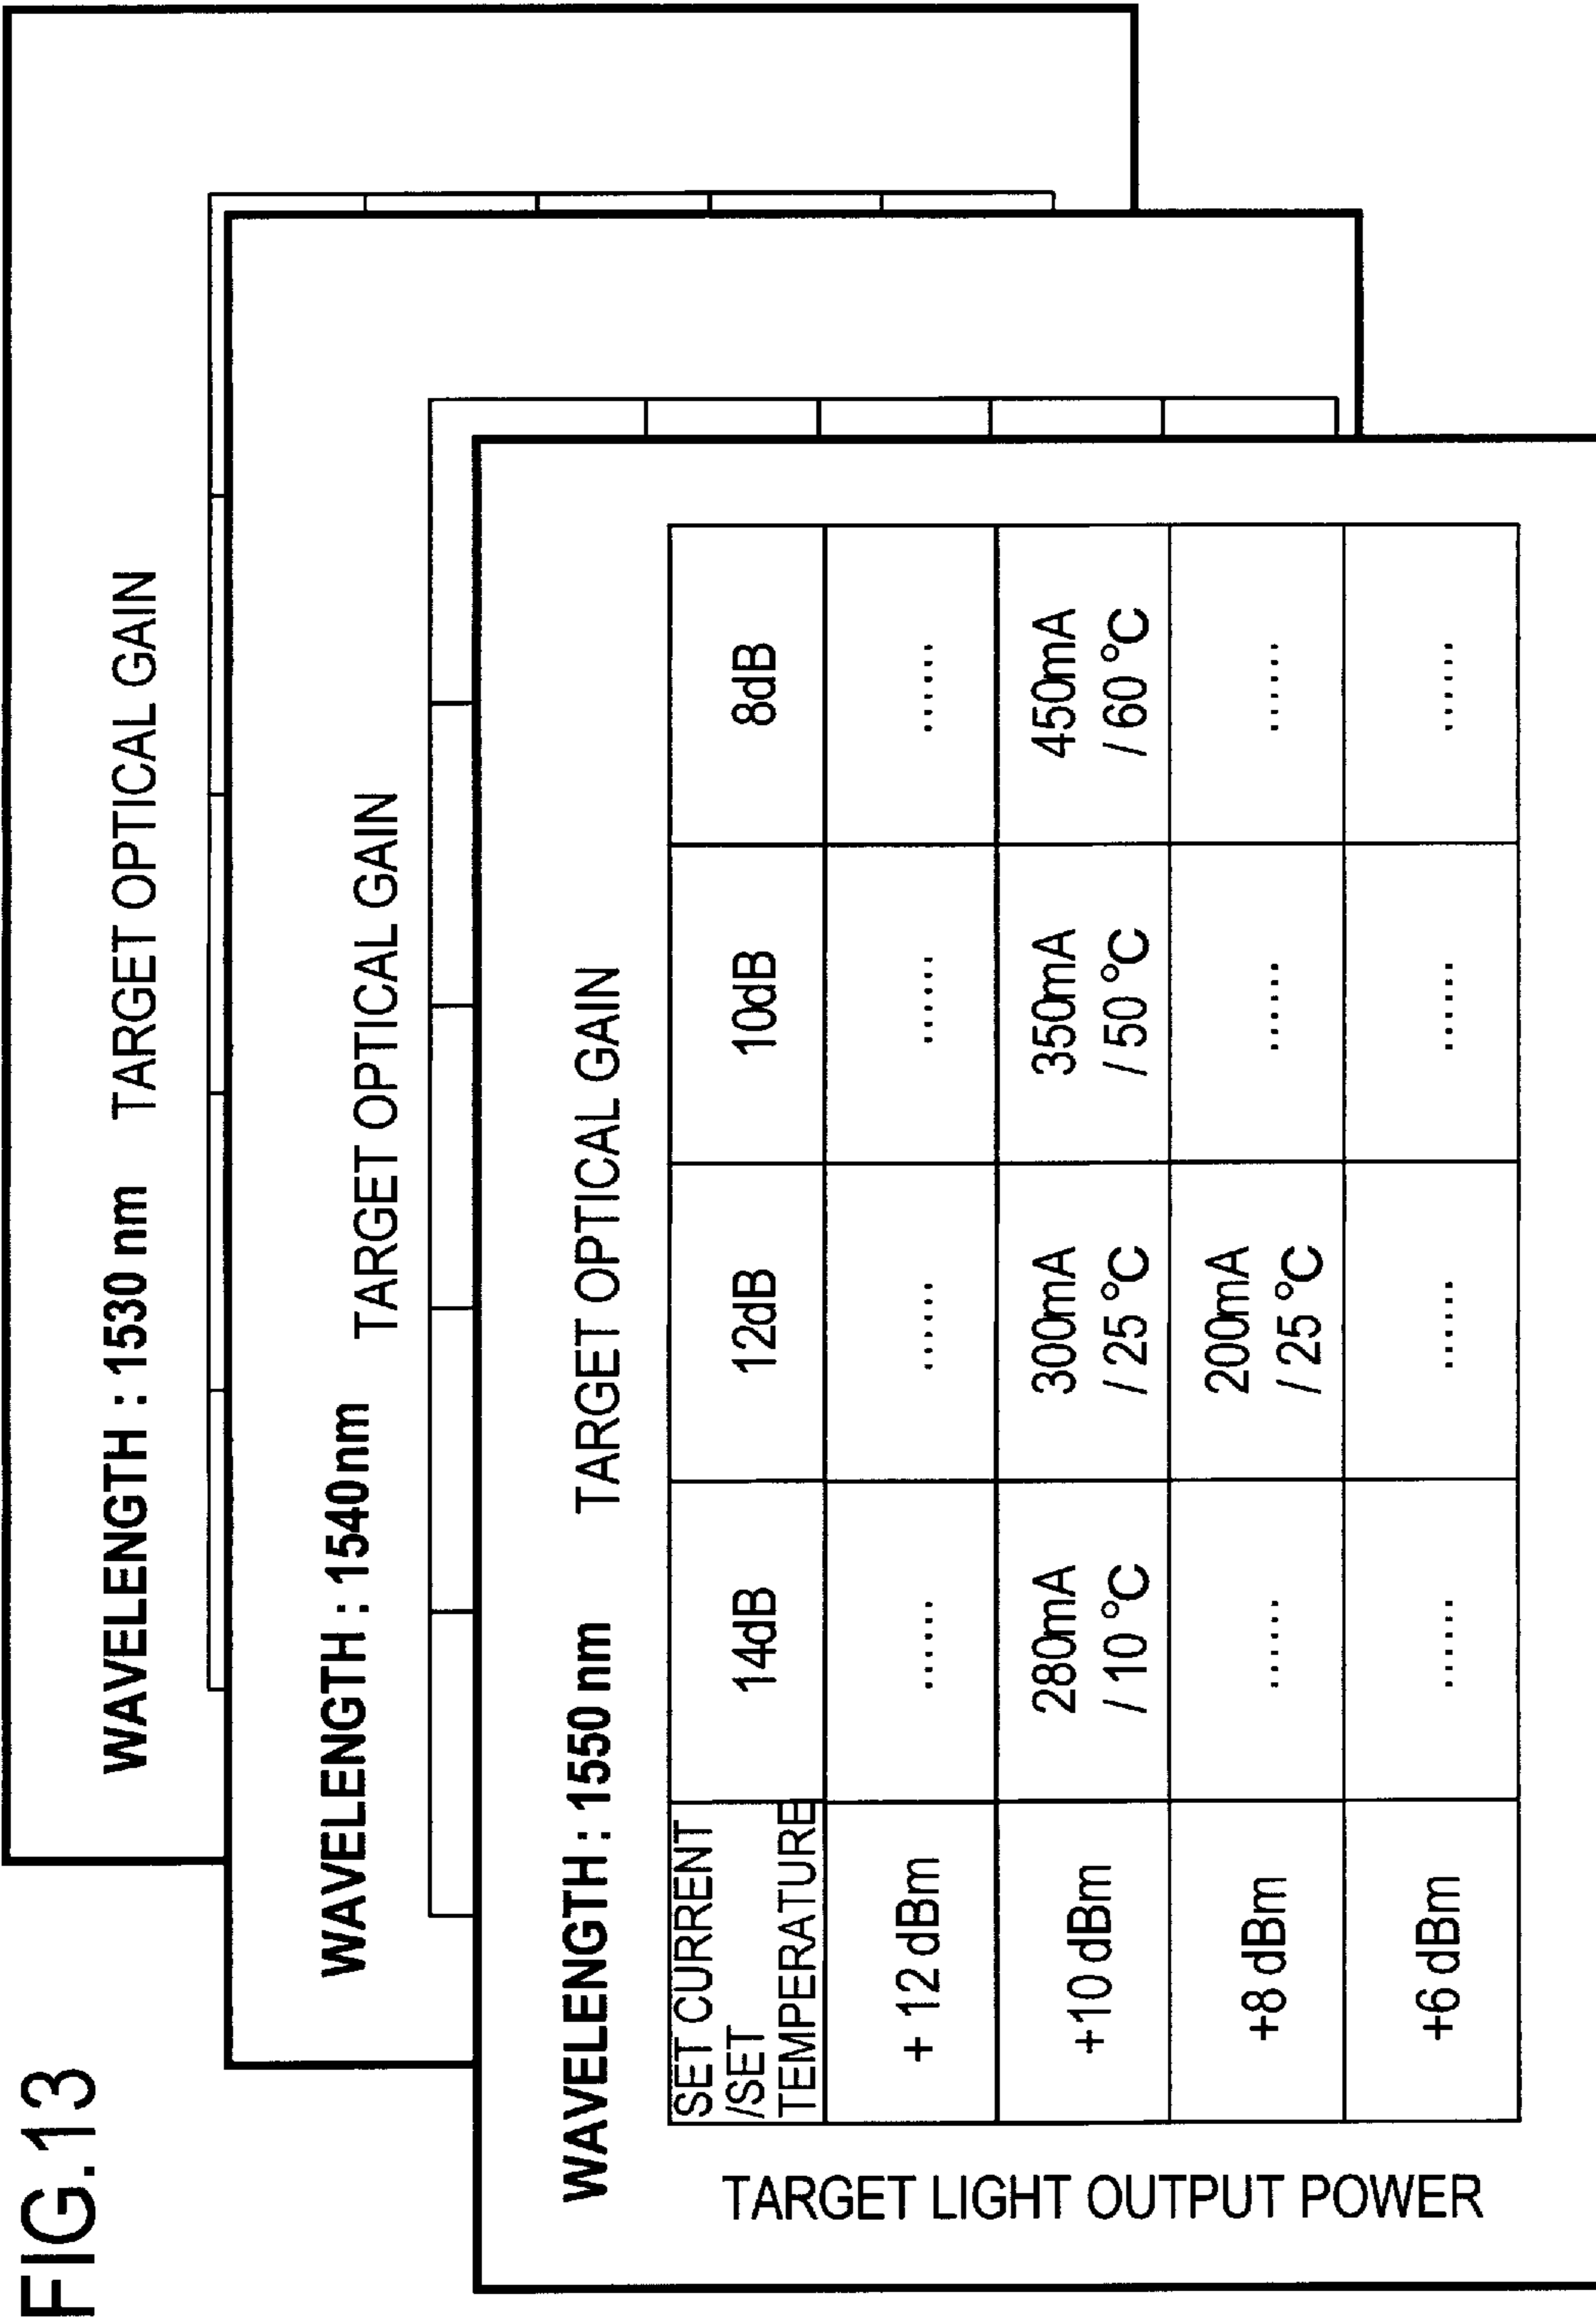 FIG.13
WAVELENGTH : 1530 nm TARGET OPTICAL GAIN
WAVELENGTH : 1540nm TARGET OPTICAL GAIN
WAVELENGTH : 1550 nm TARGET OPTICAL GAIN
TARGET LIGHT OUTPUT POWER
SET CURRENT
/SET
TEMPERATURE
14dB 12dB 10dB 8dB
+ 12 dBm ...... ...... ...... ......
+10 dBm 280mA / 10 °C 300mA / 25 °C 350mA / 50 °C 450mA / 60 °C
+8 dBm ...... 200mA / 25 °C ...... ......
+6 dBm ...... ...... ...... ......